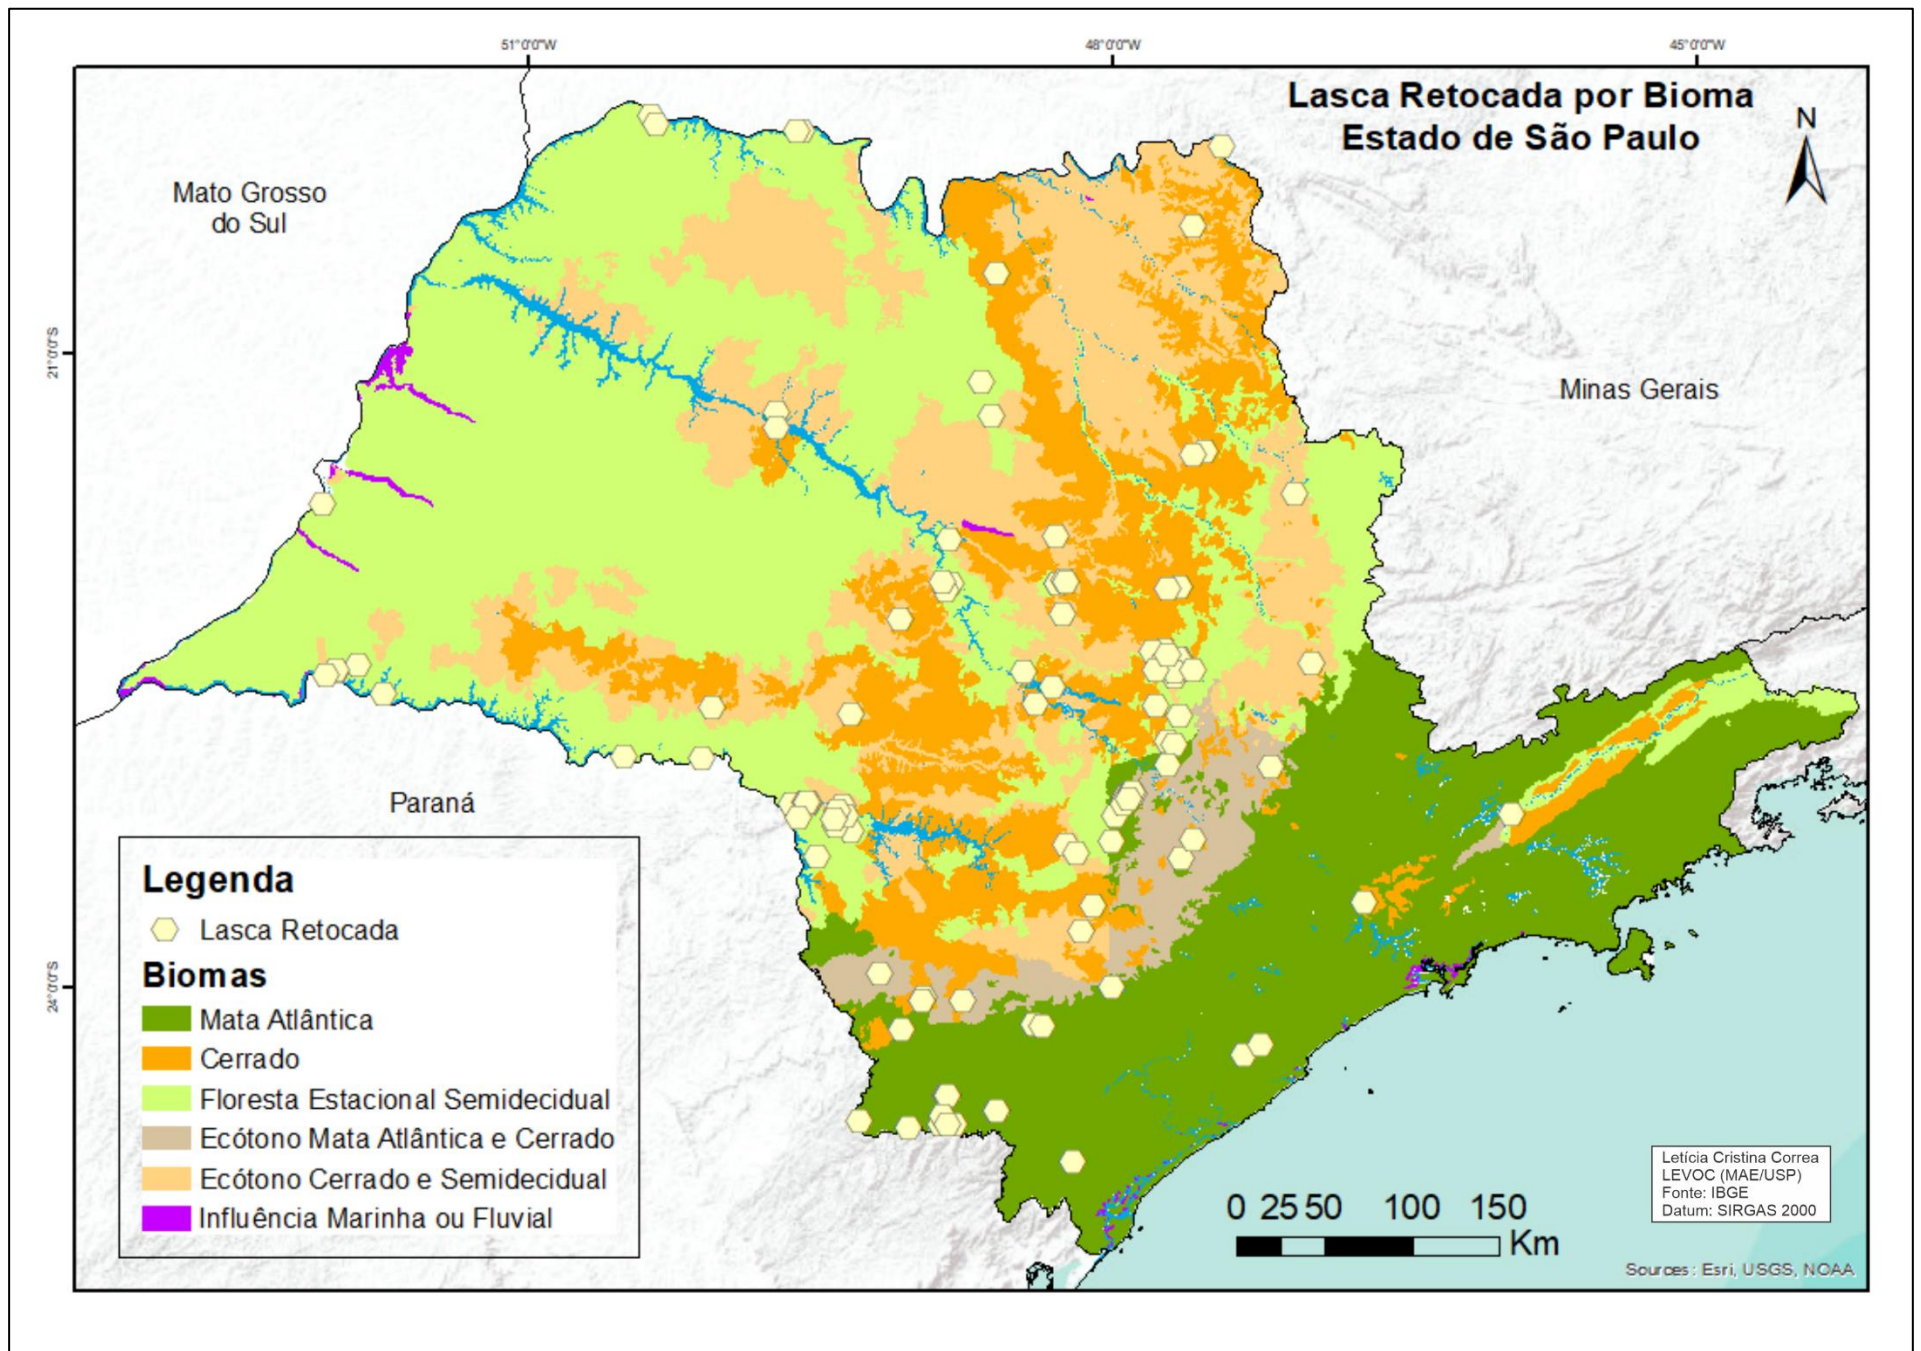 51°0'0"W
48°0'0"W
45°0'0"W
Lasca Retocada por Bioma
Estado de São Paulo
N
Mato Grosso
do Sul
21°0'0"S
Minas Gerais
Paraná
Legenda
Lasca Retocada
Biomas
24°0'0"S
Mata Atlântica
Cerrado
Floresta Estacional Semidecidual
Ecótono Mata Atlântica e Cerrado
Ecótono Cerrado e Semidecidual
Influência Marinha ou Fluvial
Letícia Cristina Correa
LEVOC (MAE/USP)
Fonte: IBGE
Datum: SIRGAS 2000
0 25 50 100 150
Km
Sources: Esri, USGS, NOAA